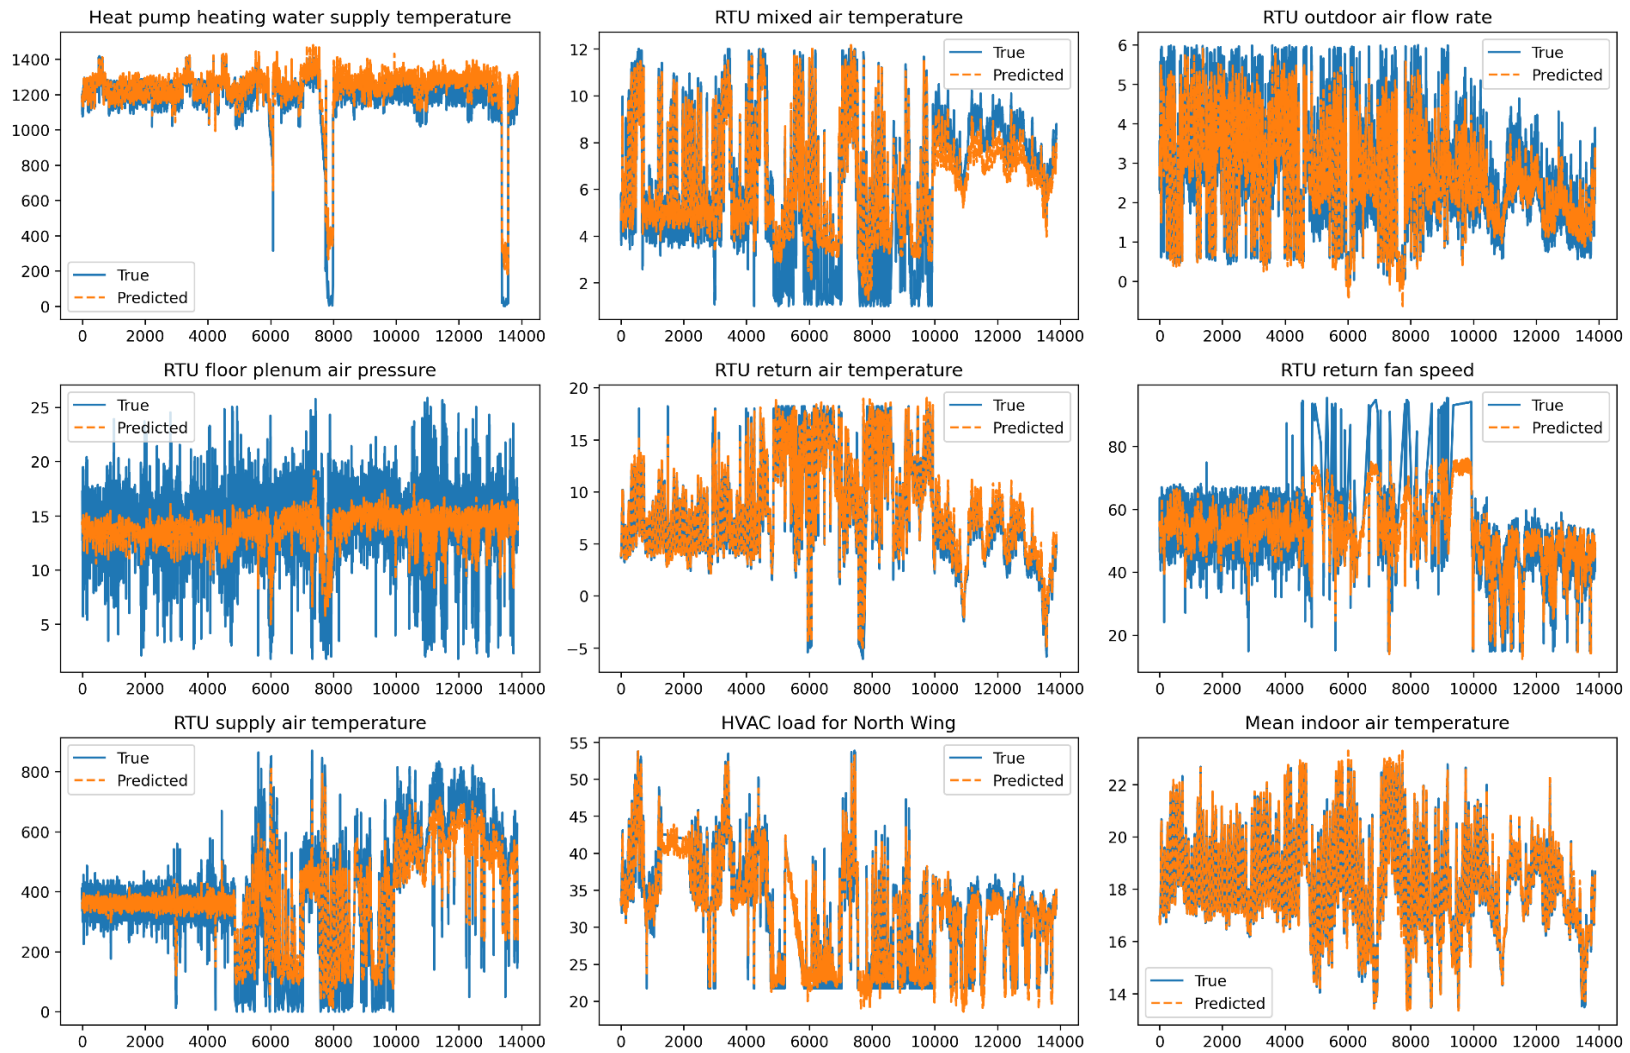 Heat pump heating water supply temperature
1400
1200
1000
800
600
400
200
0
True
Predicted
0 2000 4000 6000 8000 10000 12000 14000
RTU mixed air temperature
12
10
8
6
4
2
True
Predicted
0 2000 4000 6000 8000 10000 12000 14000
RTU outdoor air flow rate
6
5
4
3
2
1
0
True
Predicted
0 2000 4000 6000 8000 10000 12000 14000
RTU floor plenum air pressure
25
20
15
10
5
True
Predicted
0 2000 4000 6000 8000 10000 12000 14000
RTU return air temperature
20
15
10
5
0
−5
True
Predicted
0 2000 4000 6000 8000 10000 12000 14000
RTU return fan speed
80
60
40
20
True
Predicted
0 2000 4000 6000 8000 10000 12000 14000
RTU supply air temperature
800
600
400
200
0
True
Predicted
0 2000 4000 6000 8000 10000 12000 14000
HVAC load for North Wing
55
50
45
40
35
30
25
20
True
Predicted
0 2000 4000 6000 8000 10000 12000 14000
Mean indoor air temperature
22
20
18
16
14
True
Predicted
0 2000 4000 6000 8000 10000 12000 14000